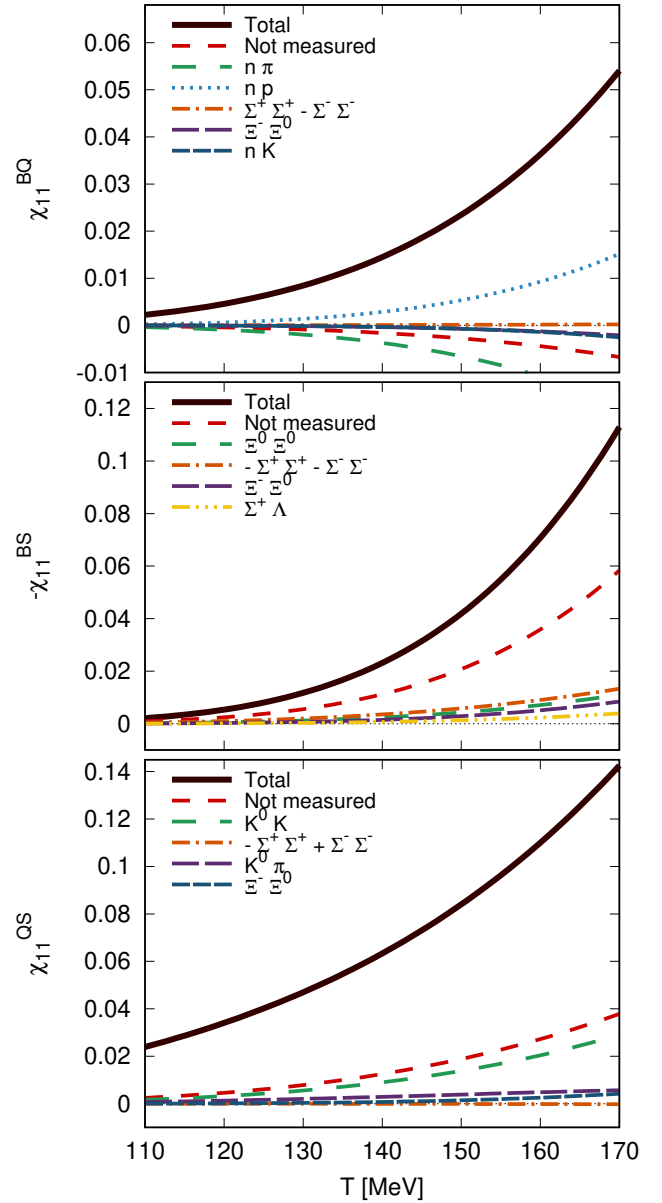 Total
Not measured
n π
n p
Σ⁺ Σ⁺ - Σ⁻ Σ⁻
Ξ⁻ Ξ⁰
n K
0.06
0.05
0.04
0.03
0.02
0.01
0
-0.01
χ₁₁ᴮQ
Total
Not measured
Ξ⁰ Ξ⁰
- Σ⁺ Σ⁺ - Σ⁻ Σ⁻
Ξ⁻ Ξ⁰
Σ⁺ Λ
0.12
0.1
0.08
0.06
0.04
0.02
0
-χ₁₁ᴮS
Total
Not measured
K⁰ K
- Σ⁺ Σ⁺ + Σ⁻ Σ⁻
K⁰ π
Ξ⁻ Ξ⁰
0.14
0.12
0.1
0.08
0.06
0.04
0.02
0
χ₁₁QS
110 120 130 140 150 160 170
T [MeV]